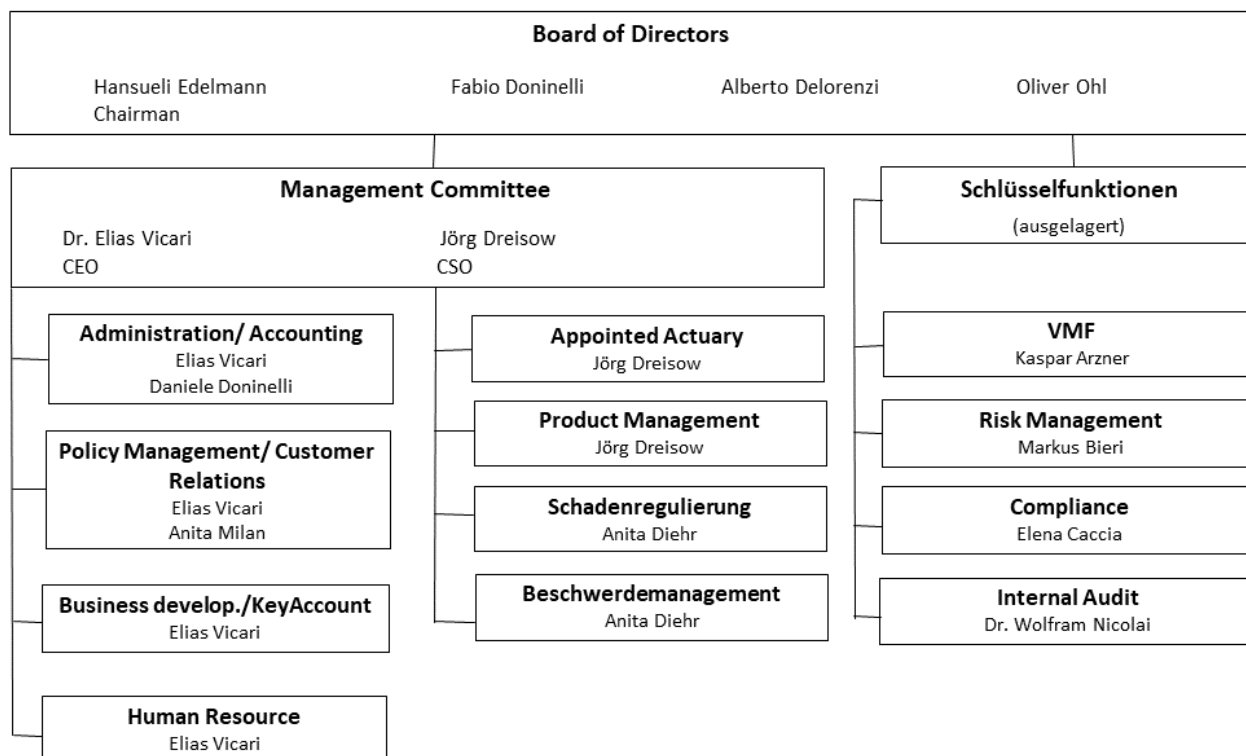 Board of Directors
Hansueli Edelmann
Chairman
Fabio Doninelli
Alberto Delorenzi
Oliver Ohl
Management Committee
Dr. Elias Vicari
CEO
Jörg Dreisow
CSO
Administration/ Accounting
Elias Vicari
Daniele Doninelli
Policy Management/ Customer
Relations
Elias Vicari
Anita Milan
Business develop./KeyAccount
Elias Vicari
Human Resource
Elias Vicari
Appointed Actuary
Jörg Dreisow
Product Management
Jörg Dreisow
Schadenregulierung
Anita Diehr
Beschwerdemanagement
Anita Diehr
Schlüsselfunktionen
(ausgelagert)
VMF
Kaspar Arzner
Risk Management
Markus Bieri
Compliance
Elena Caccia
Internal Audit
Dr. Wolfram Nicolai